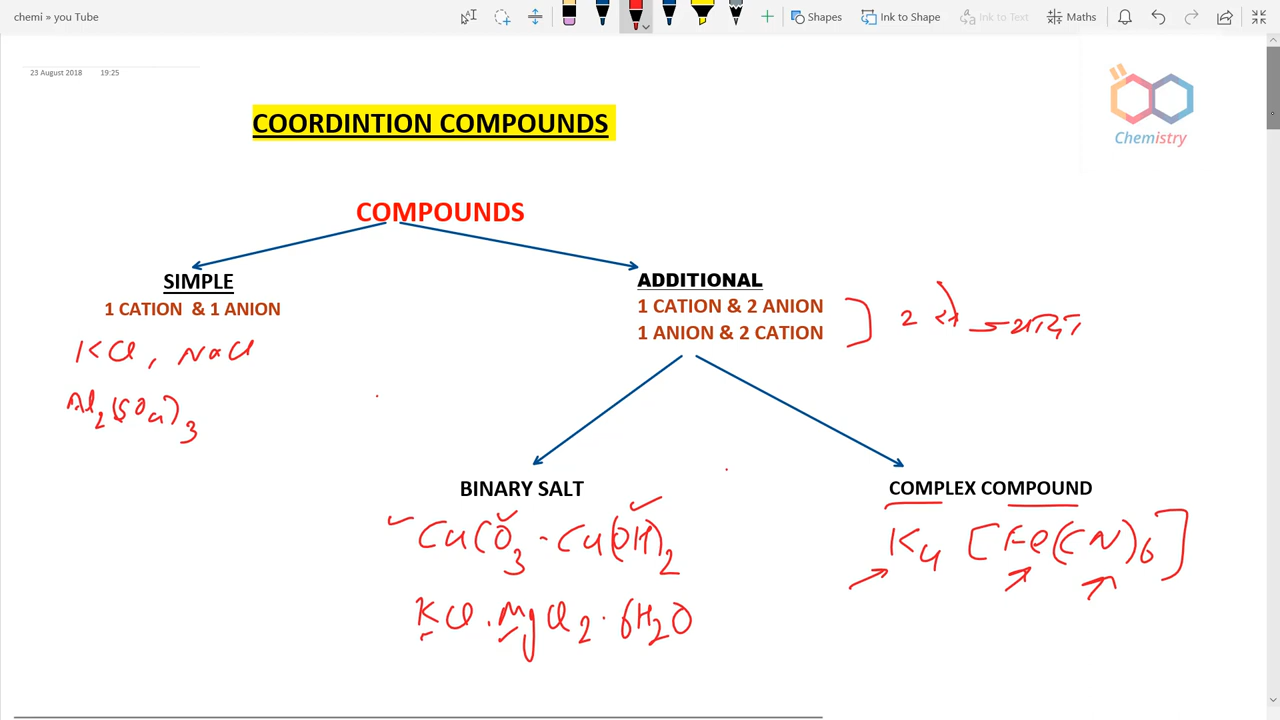 chemi » you Tube
Shapes
Ink to Shape
Ink to Text
Maths
23 August 2018 19:25
Chemistry
COORDINTION COMPOUNDS
COMPOUNDS
SIMPLE
1 CATION & 1 ANION
KCl, NaCl
Al2(SO4)3
ADDITIONAL
1 CATION & 2 ANION
1 ANION & 2 CATION
2
BINARY SALT
CuCO3 · Cu(OH)2
KCl · MgCl2 · 6H2O
COMPLEX COMPOUND
K4 [Fe(CN)6]